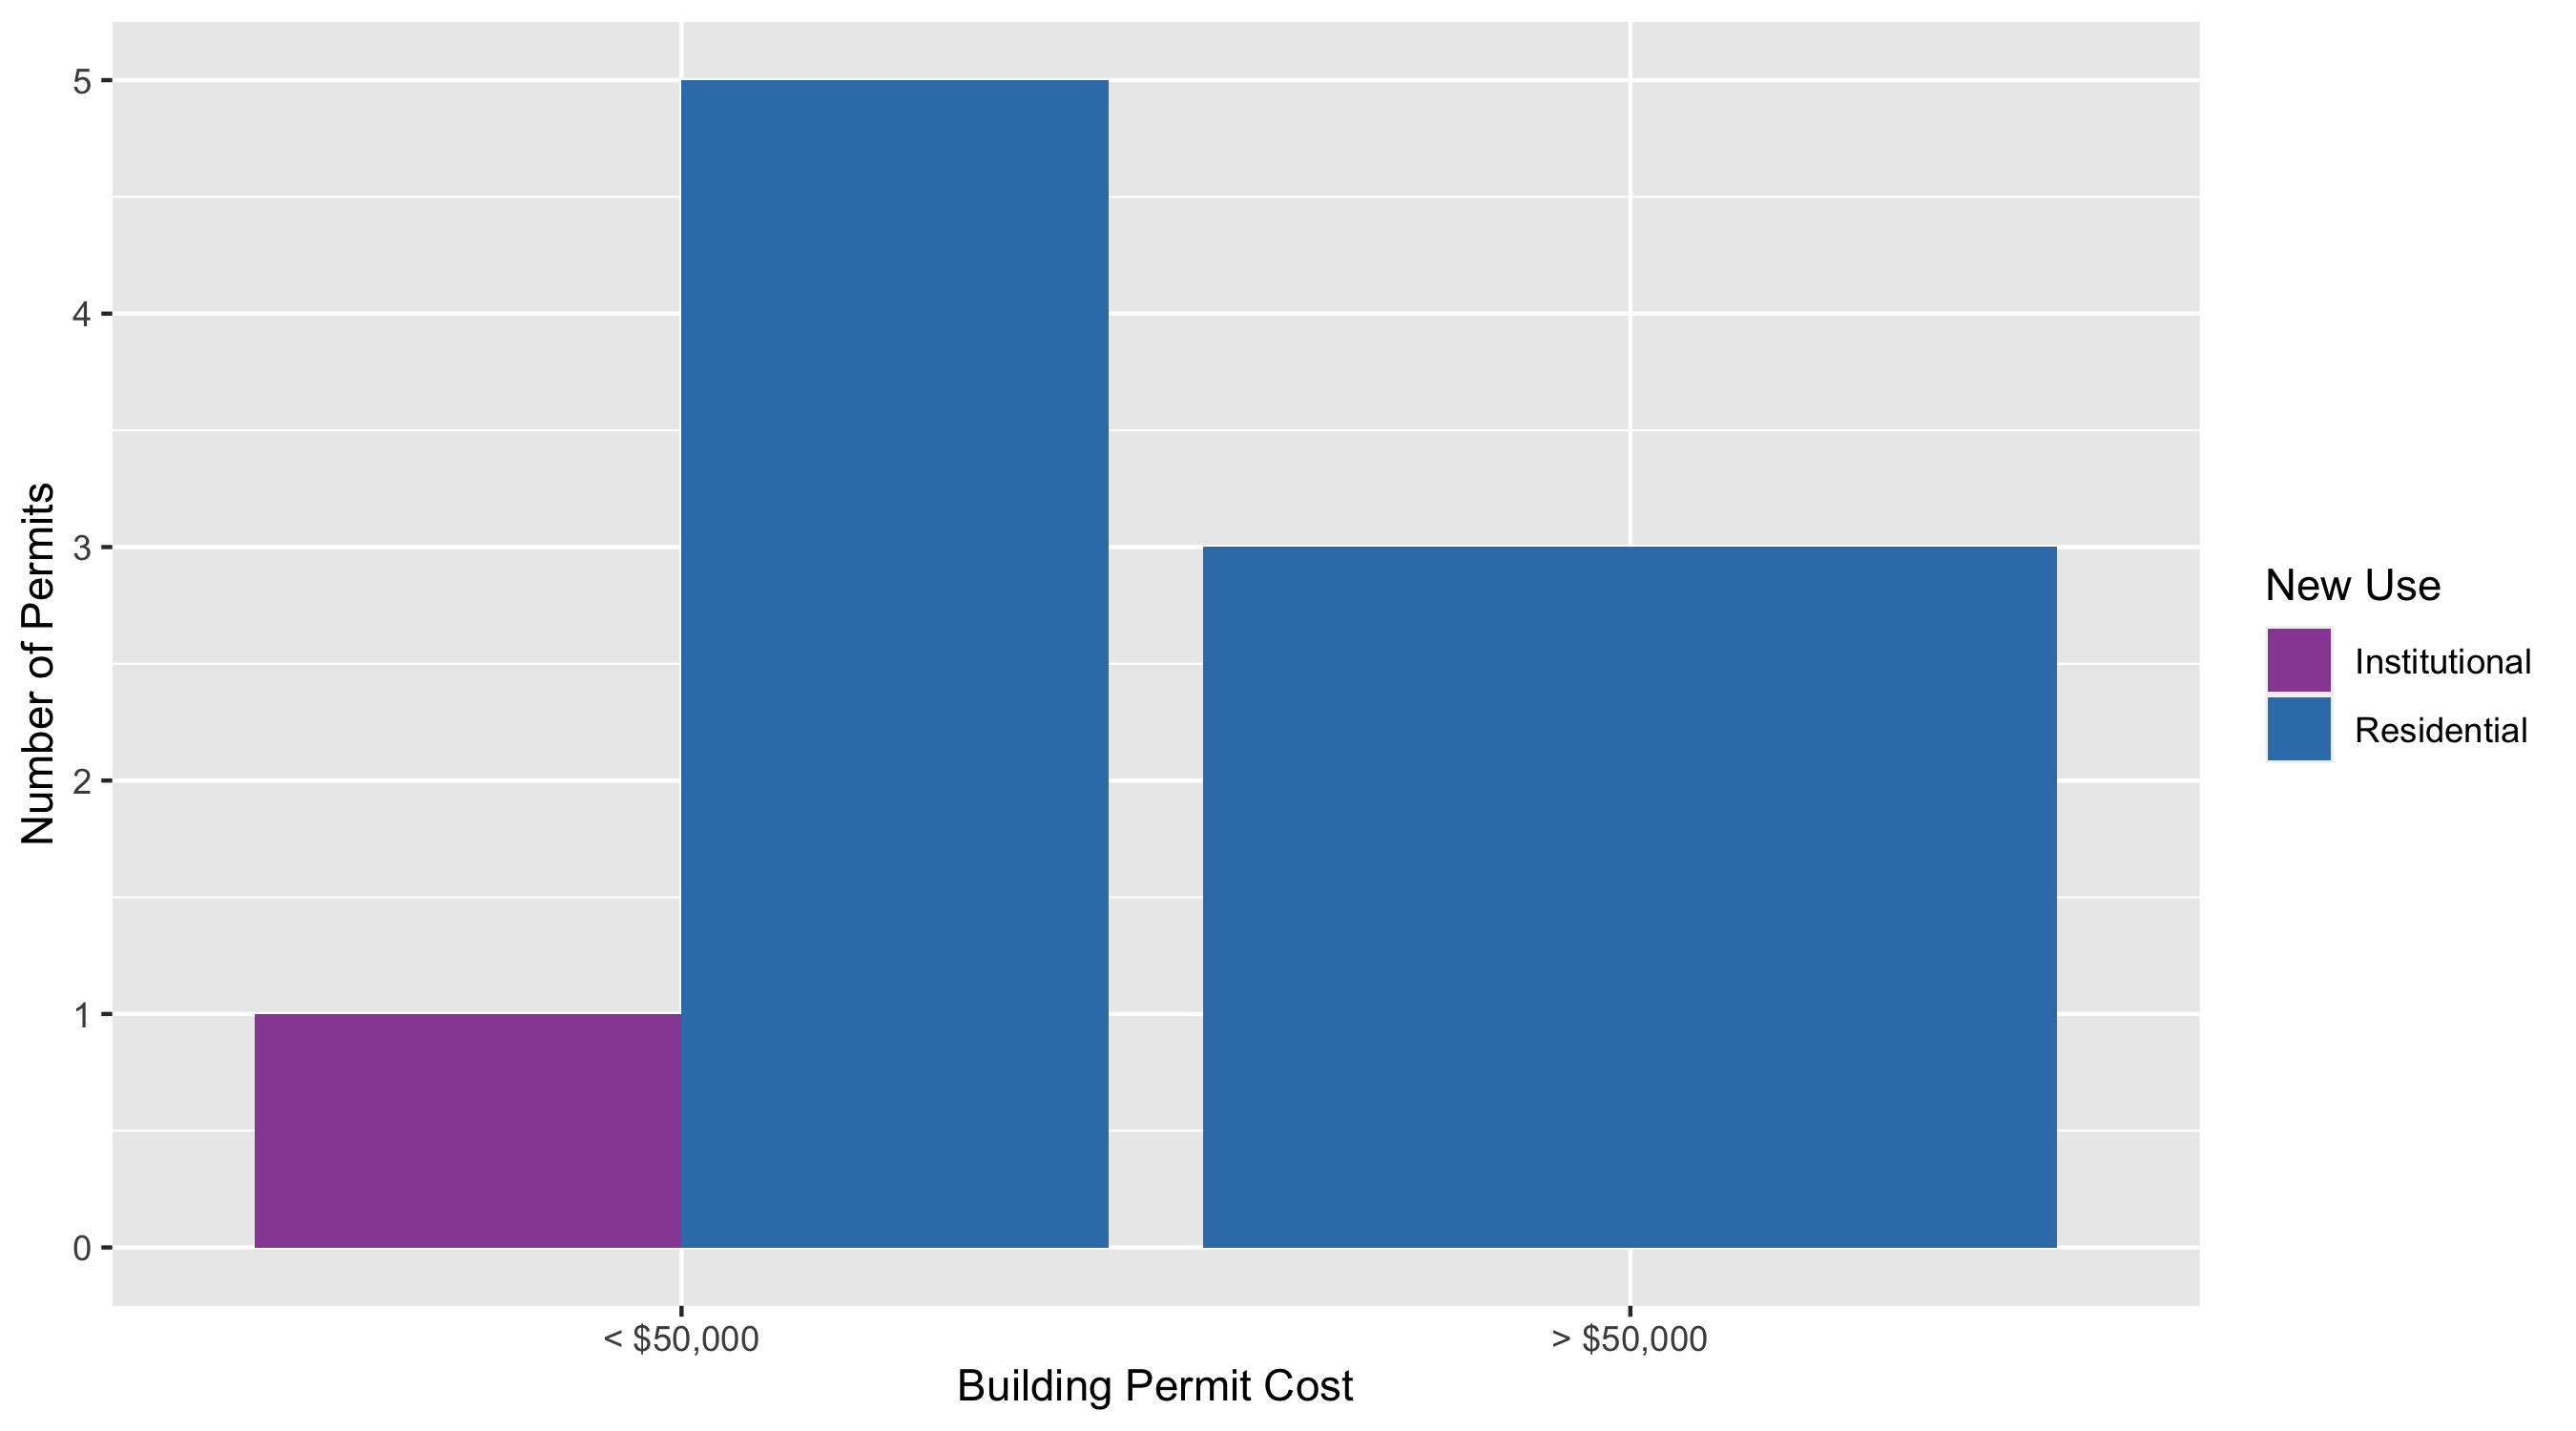 5
4
3
2
1
0
Number of Permits
< $50,000
> $50,000
Building Permit Cost
New Use
Institutional
Residential